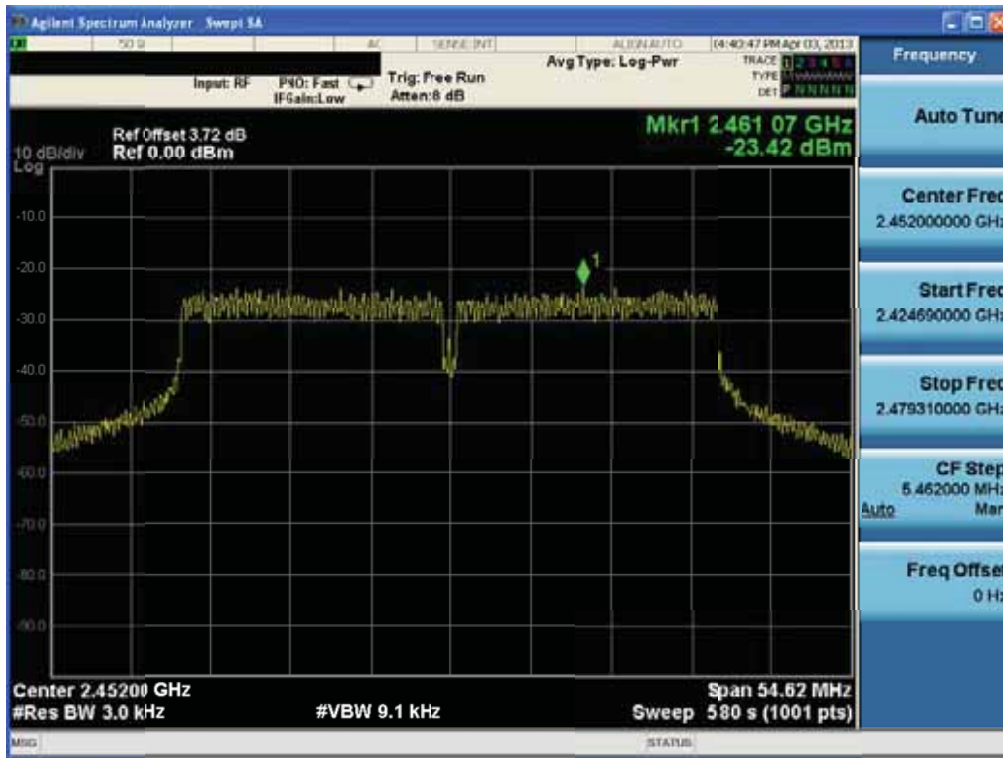 Agilent Spectrum Analyzer Swept SA
50 Ω AC SENSE:INT ALIGN AUTO 04:40:47 PM Apr 03, 2013
Input: RF PNO: Fast Trig: Free Run Avg Type: Log-Pwr TRACE 1 2 3 4 5 6
IFGain:Low Atten:8 dB TYPE
DET P N N N N N
Ref Offset 3.72 dB Mkr1 2.461 07 GHz
10 dB/div Ref 0.00 dBm -23.42 dBm
Log
-10.0
-20.0
-30.0
-40.0
-50.0
-60.0
-70.0
-80.0
-90.0
1
Center 2.45200 GHz Span 54.62 MHz
#Res BW 3.0 kHz #VBW 9.1 kHz Sweep 580 s (1001 pts)
MSG STATUS
Frequency
Auto Tune
Center Freq
2.452000000 GHz
Start Freq
2.424690000 GHz
Stop Freq
2.479310000 GHz
CF Step
5.462000 MHz
Auto Man
Freq Offset
0 Hz